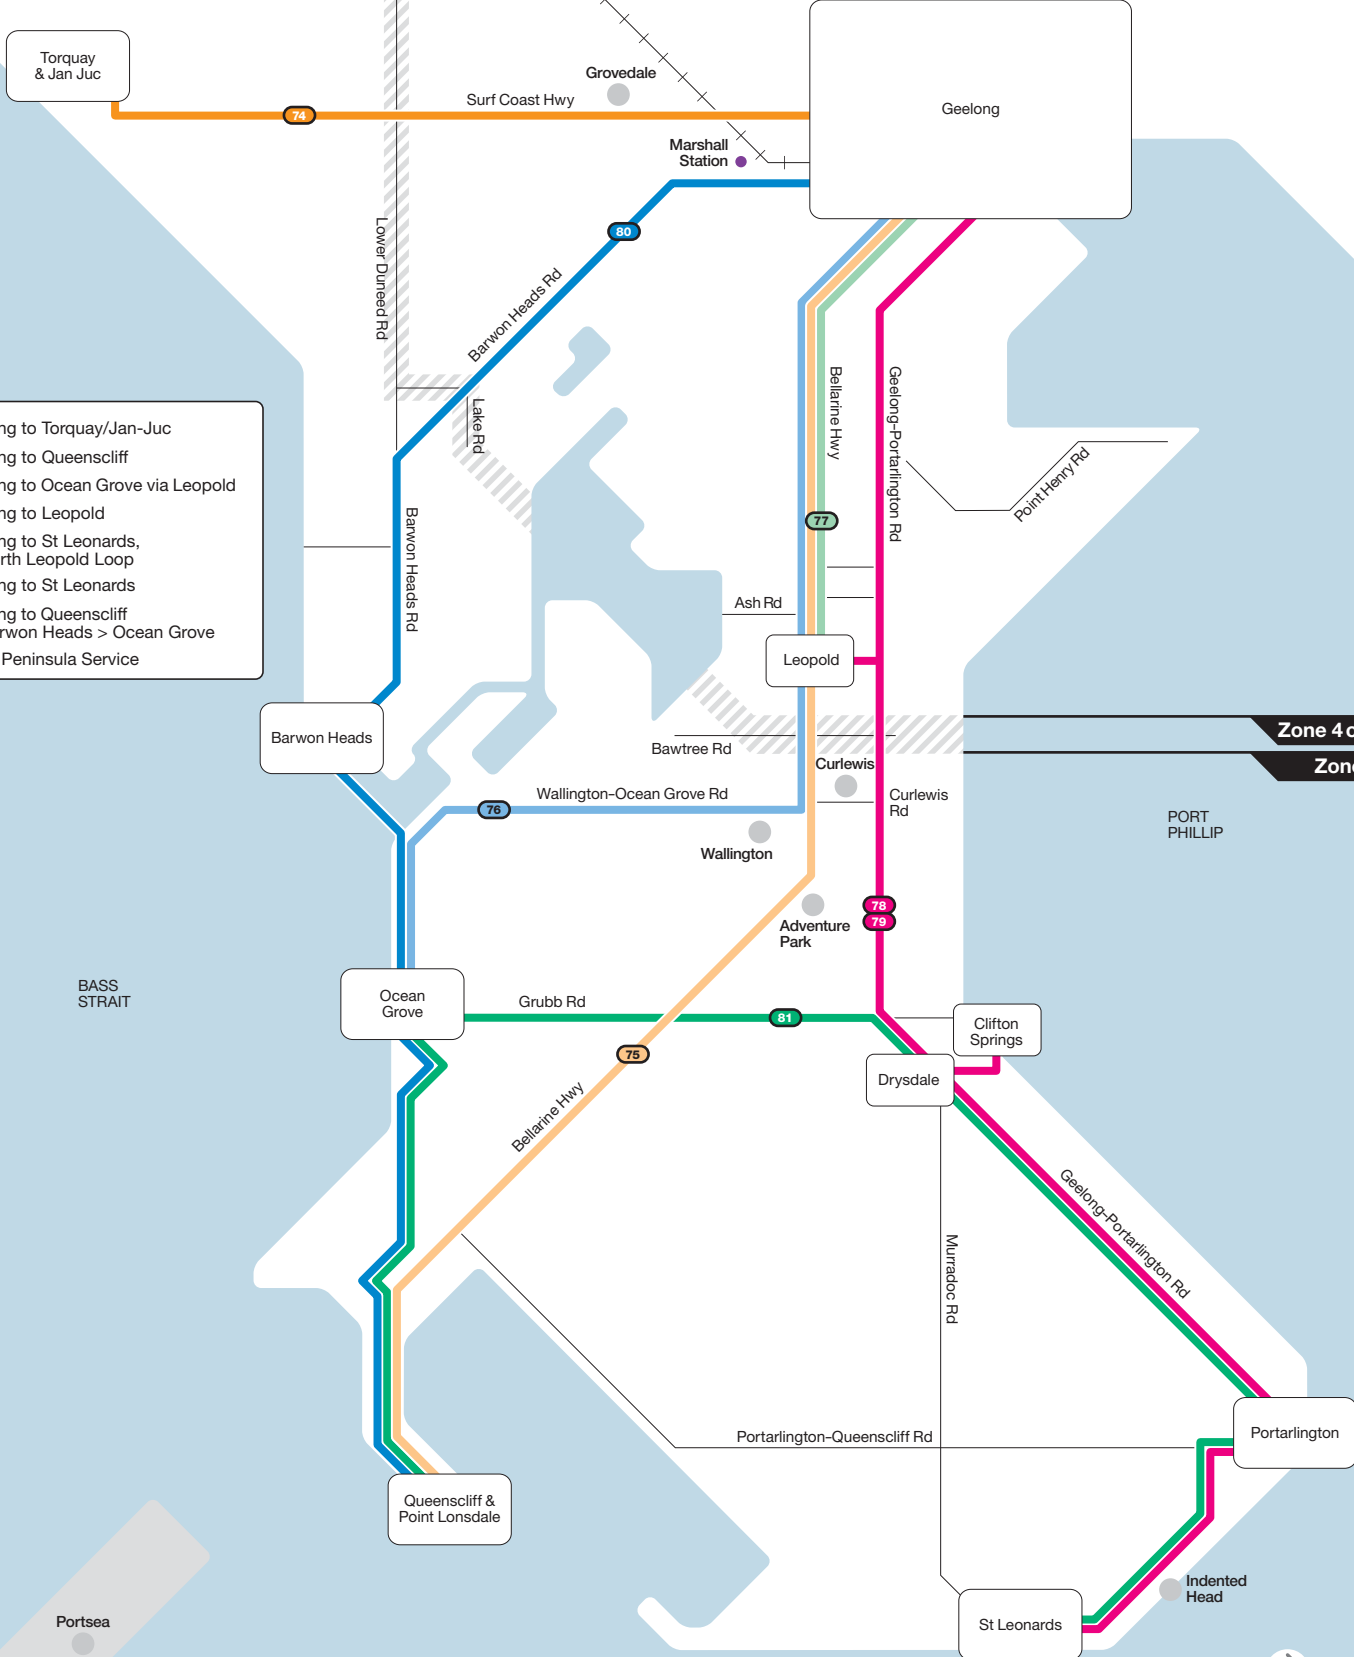 Torquay
& Jan Juc
Grovedale
Surf Coast Hwy
74
Geelong
Marshall
Station
80
Lower Duneed Rd
Barwon Heads Rd
Lake Rd
Bellarine Hwy
Geelong–Portarlington Rd
Point Henry Rd
ng to Torquay/Jan-Juc
ng to Queenscliff
ng to Ocean Grove via Leopold
ng to Leopold
ng to St Leonards,
rth Leopold Loop
ng to St Leonards
ng to Queenscliff
rwon Heads > Ocean Grove
Peninsula Service
Barwon Heads Rd
77
Ash Rd
Leopold
Barwon Heads
Bawtree Rd
Zone 4 o
Zone
Curlewis
Wallington–Ocean Grove Rd
76
Curlewis
Rd
PORT
PHILLIP
Wallington
78
79
Adventure
Park
BASS
STRAIT
Ocean
Grove
Grubb Rd
81
Clifton
Springs
75
Drysdale
Bellarine Hwy
Geelong–Portarlington Rd
Murradoc Rd
Portarlington–Queenscliff Rd
Portarlington
Queenscliff &
Point Lonsdale
Indented
Head
Portsea
St Leonards